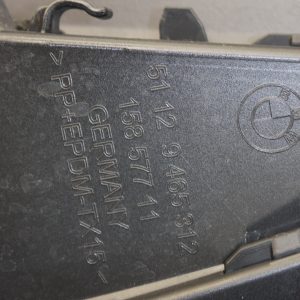 51 12 9 465 312
158 577 11
GERMANY
>PP+EPDM-TX15<